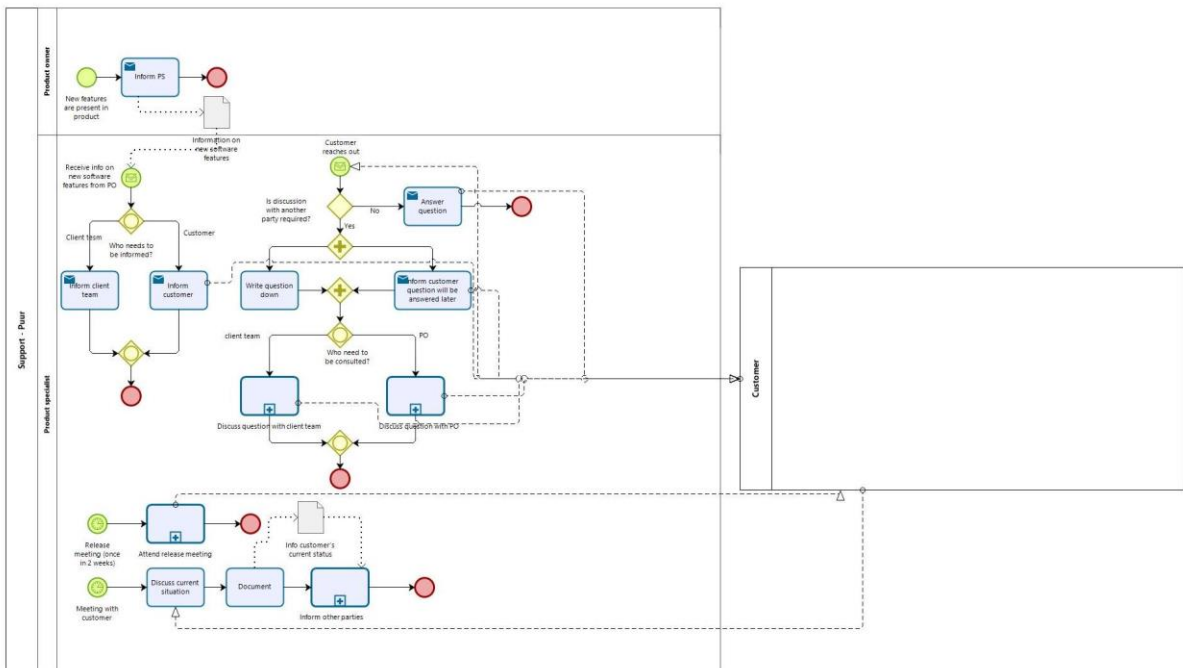 Support - Puur
Product owner
Inform PS
New features
are present in
product
Information on
new software
features
Product specialist
Customer
reaches out
Receive info on
new software
features from PO
Is discussion
with another
party required?
No
Answer
question
Yes
Client team
Customer
Who needs to
be informed?
Inform client
team
Inform
customer
Write question
down
Inform customer
question will be
answered later
client team
PO
Who need to
be consulted?
Discuss question with client team
Discuss question with PO
Customer
Release
meeting (once
in 2 weeks)
Attend release meeting
Info customer's
current status
Meeting with
customer
Discuss current
situation
Document
Inform other parties